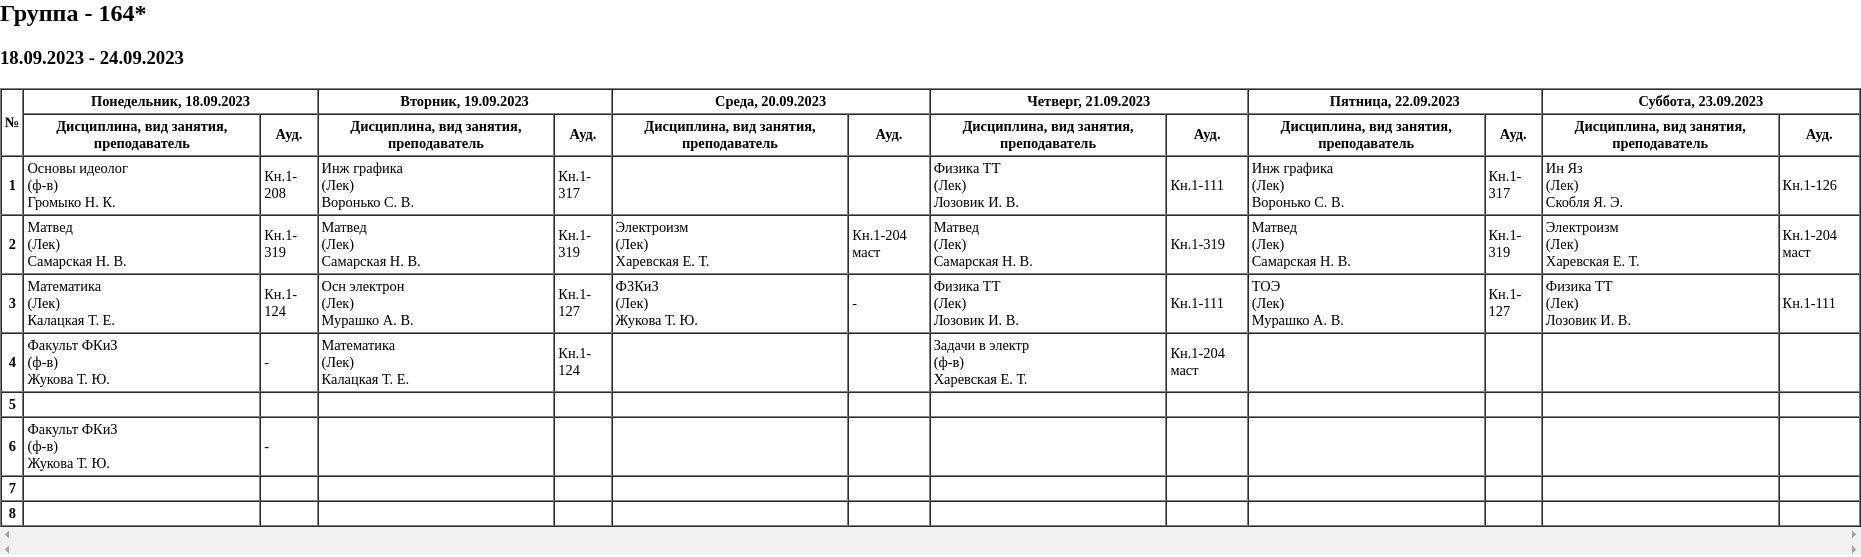 Группа - 164*
18.09.2023 - 24.09.2023
№
Понедельник, 18.09.2023
Вторник, 19.09.2023
Среда, 20.09.2023
Четверг, 21.09.2023
Пятница, 22.09.2023
Суббота, 23.09.2023
Дисциплина, вид занятия,
преподаватель
Ауд.
Дисциплина, вид занятия,
преподаватель
Ауд.
Дисциплина, вид занятия,
преподаватель
Ауд.
Дисциплина, вид занятия,
преподаватель
Ауд.
Дисциплина, вид занятия,
преподаватель
Ауд.
Дисциплина, вид занятия,
преподаватель
Ауд.
1
Основы идеолог
(ф-в)
Громыко Н. К.
Кн.1-
208
Инж графика
(Лек)
Воронько С. В.
Кн.1-
317
Физика ТТ
(Лек)
Лозовик И. В.
Кн.1-111
Инж графика
(Лек)
Воронько С. В.
Кн.1-
317
Ин Яз
(Лек)
Скобля Я. Э.
Кн.1-126
2
Матвед
(Лек)
Самарская Н. В.
Кн.1-
319
Матвед
(Лек)
Самарская Н. В.
Кн.1-
319
Электроизм
(Лек)
Харевская Е. Т.
Кн.1-204
маст
Матвед
(Лек)
Самарская Н. В.
Кн.1-319
Матвед
(Лек)
Самарская Н. В.
Кн.1-
319
Электроизм
(Лек)
Харевская Е. Т.
Кн.1-204
маст
3
Математика
(Лек)
Калацкая Т. Е.
Кн.1-
124
Осн электрон
(Лек)
Мурашко А. В.
Кн.1-
127
ФЗКиЗ
(Лек)
Жукова Т. Ю.
-
Физика ТТ
(Лек)
Лозовик И. В.
Кн.1-111
ТОЭ
(Лек)
Мурашко А. В.
Кн.1-
127
Физика ТТ
(Лек)
Лозовик И. В.
Кн.1-111
4
Факульт ФКиЗ
(ф-в)
Жукова Т. Ю.
-
Математика
(Лек)
Калацкая Т. Е.
Кн.1-
124
Задачи в электр
(ф-в)
Харевская Е. Т.
Кн.1-204
маст
5
6
Факульт ФКиЗ
(ф-в)
Жукова Т. Ю.
-
7
8